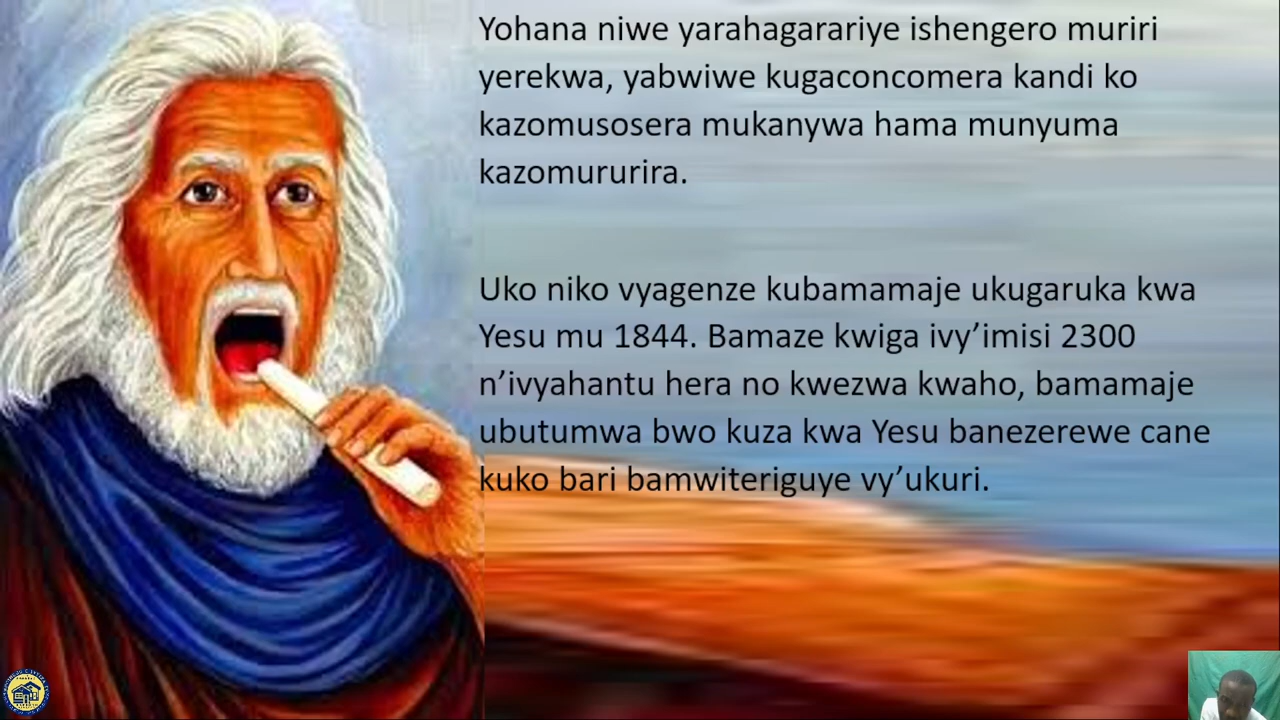 Yohana niwe yarahagarariye ishengero muriri
yerekwa, yabwiwe kugaconcomera kandi ko
kazomusosera mukanywa hama munyuma
kazomururira.
Uko niko vyagenze kubamamaje ukugaruka kwa
Yesu mu 1844. Bamaze kwiga ivy’imisi 2300
n’ivyahantu hera no kwezwa kwaho, bamamaje
ubutumwa bwo kuza kwa Yesu banezerewe cane
kuko bari bamwiteriguye vy’ukuri.